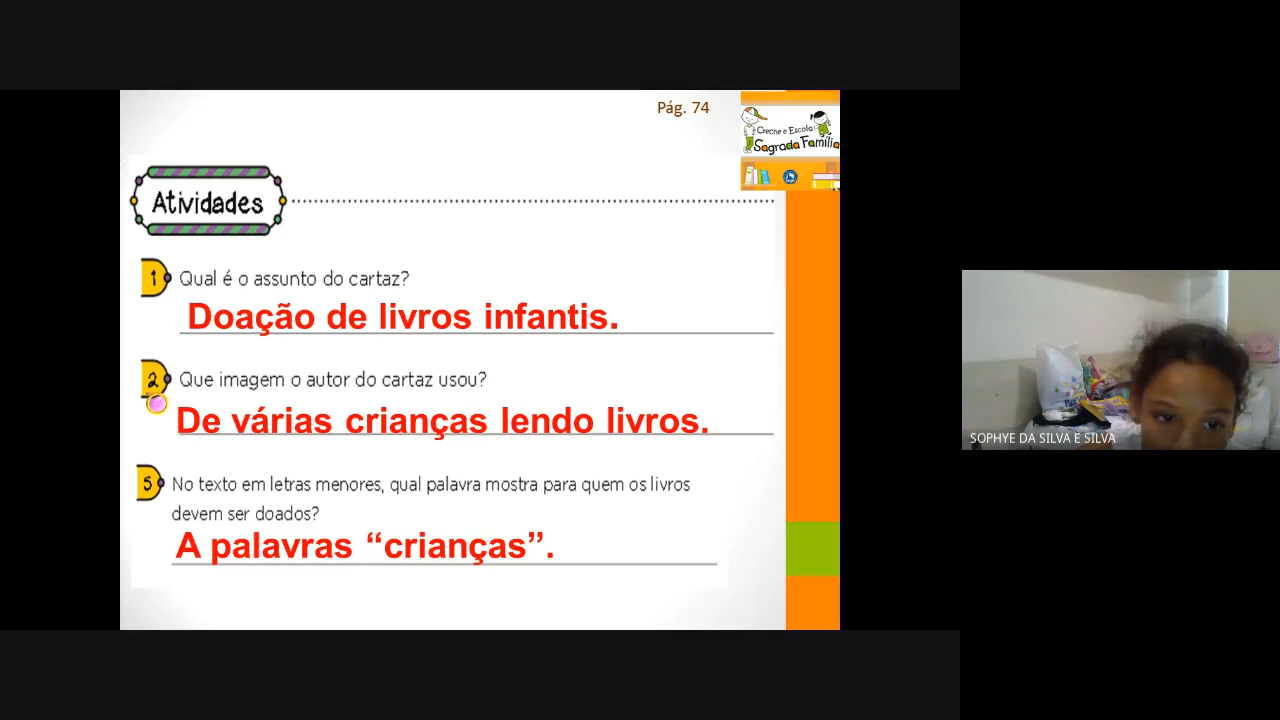 Pág. 74
Creche e Escola
Sagrada Família
Atividades
1 Qual é o assunto do cartaz?
Doação de livros infantis.
2 Que imagem o autor do cartaz usou?
De várias crianças lendo livros.
5 No texto em letras menores, qual palavra mostra para quem os livros
devem ser doados?
A palavras “crianças”.
SOPHYE DA SILVA E SILVA